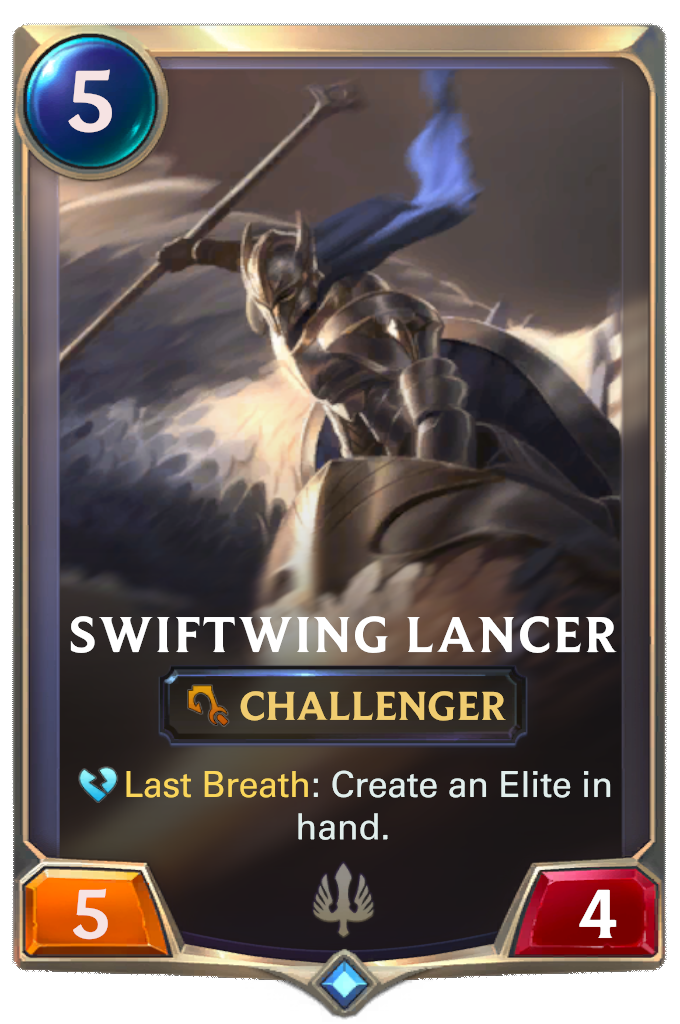 5
SWIFTWING LANCER
CHALLENGER
Last Breath: Create an Elite in
hand.
5
4